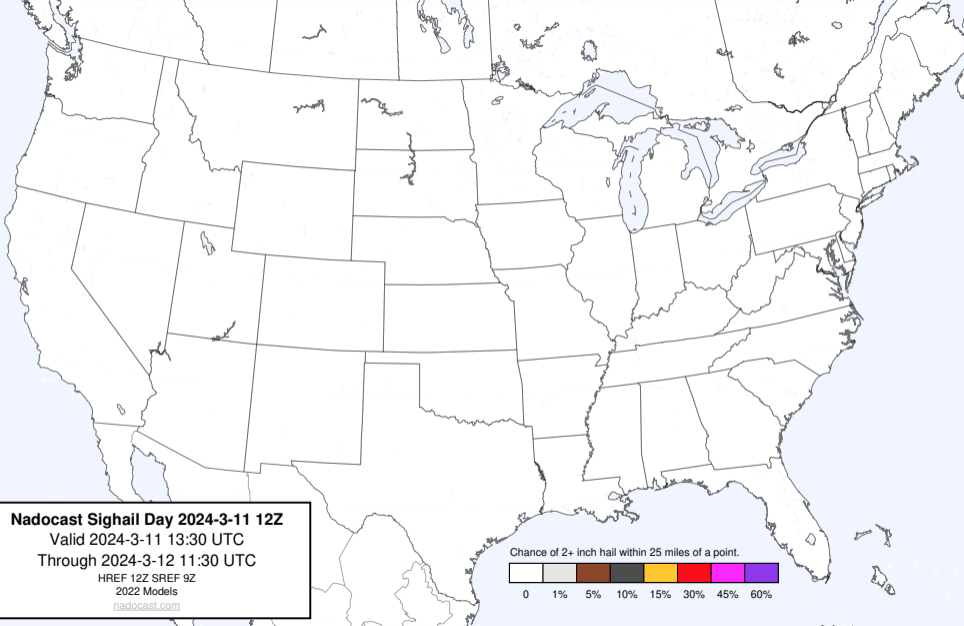 Nadocast Sighail Day 2024-3-11 12Z
Valid 2024-3-11 13:30 UTC
Through 2024-3-12 11:30 UTC
HREF 12Z SREF 9Z
2022 Models
nadocast.com
Chance of 2+ inch hail within 25 miles of a point.
0 1% 5% 10% 15% 30% 45% 60%